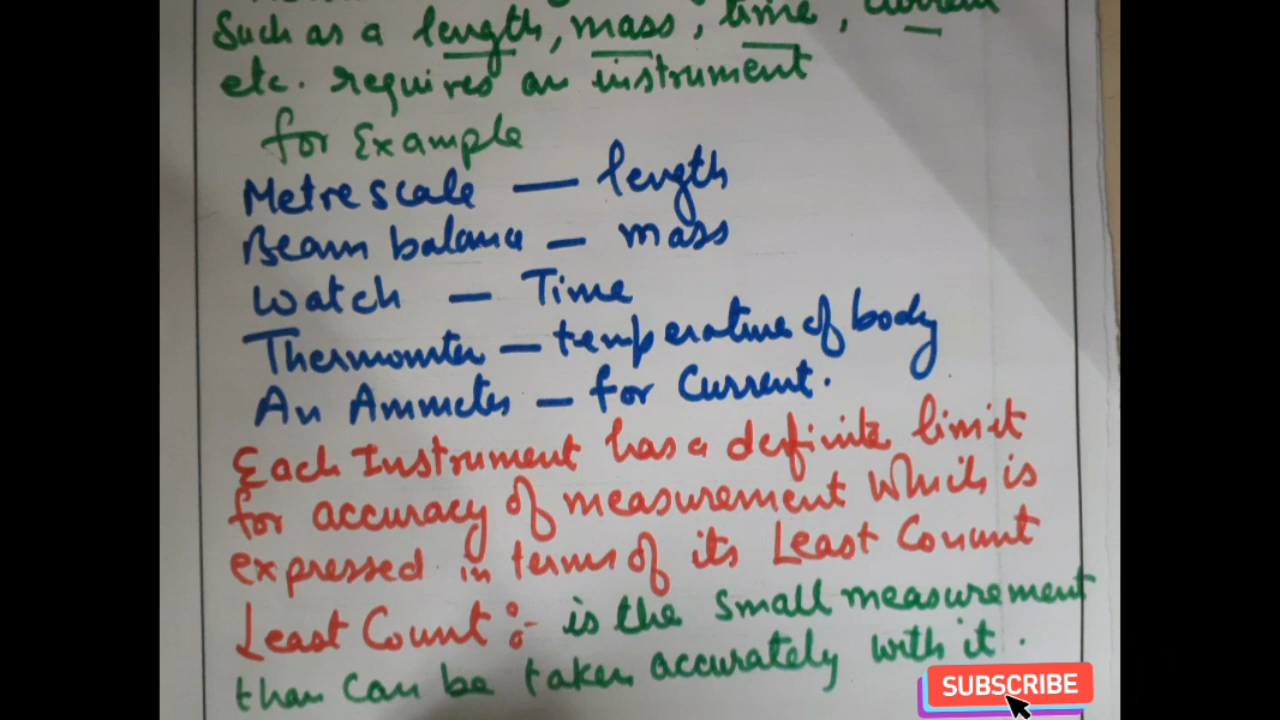 Such as a length, mass, time, current
etc. requires an instrument
for Example
Metre scale — length
Beam balance — mass
Watch — Time
Thermometer — temperature of body
An Ammeter — for Current.
Each Instrument has a definite limit
for accuracy of measurement Which is
expressed in terms of its Least Conunt
Least Count :- is the small measurement
than can be taken accurately with it.
SUBSCRIBE